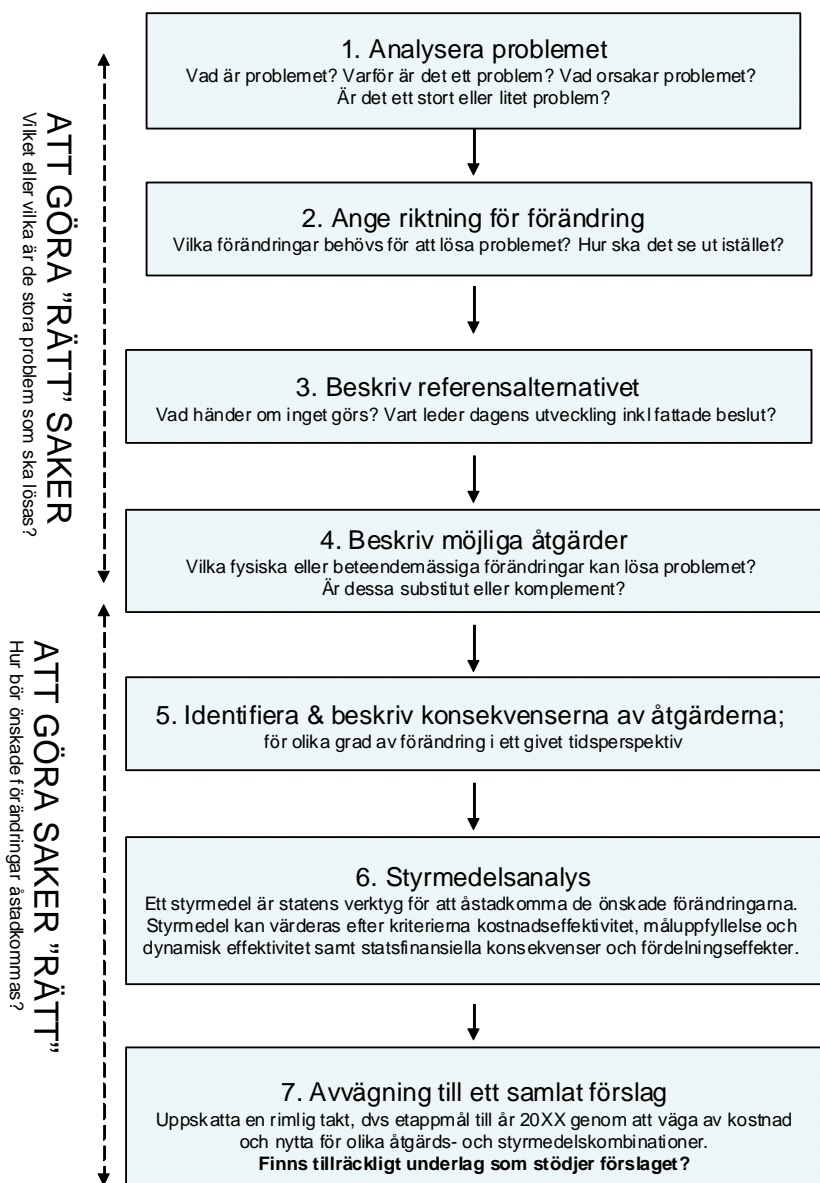 1. Analysera problemet
Vad är problemet? Varför är det ett problem? Vad orsakar problemet?
Är det ett stort eller litet problem?
2. Ange riktning för förändring
Vilka förändringar behövs för att lösa problemet? Hur ska det se ut istället?
3. Beskriv referensalternativet
Vad händer om inget görs? Vart leder dagens utveckling inkl fattade beslut?
4. Beskriv möjliga åtgärder
Vilka fysiska eller beteendemässiga förändringar kan lösa problemet?
Är dessa substitut eller komplement?
ATT GÖRA ”RÄTT” SAKER
Vilket eller vilka är de stora problem som ska lösas?
5. Identifiera & beskriv konsekvenserna av åtgärderna;
för olika grad av förändring i ett givet tidsperspektiv
6. Styrmedelsanalys
Ett styrmedel är statens verktyg för att åstadkomma de önskade förändringarna.
Styrmedel kan värderas efter kriterierna kostnadseffektivitet, måluppfyllelse och
dynamisk effektivitet samt statsfinansiella konsekvenser och fördelningseffekter.
7. Avvägning till ett samlat förslag
Uppskatta en rimlig takt, dvs etappmål till år 20XX genom att väga av kostnad
och nytta för olika åtgärds- och styrmedelskombinationer.
Finns tillräckligt underlag som stödjer förslaget?
ATT GÖRA SAKER ”RÄTT”
Hur bör önskade förändringar åstadkommas?